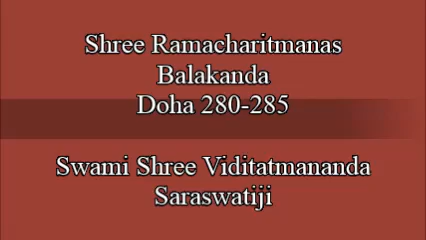 Shree Ramacharitmanas
Balakanda
Doha 280-285
Swami Shree Viditatmananda
Saraswatiji